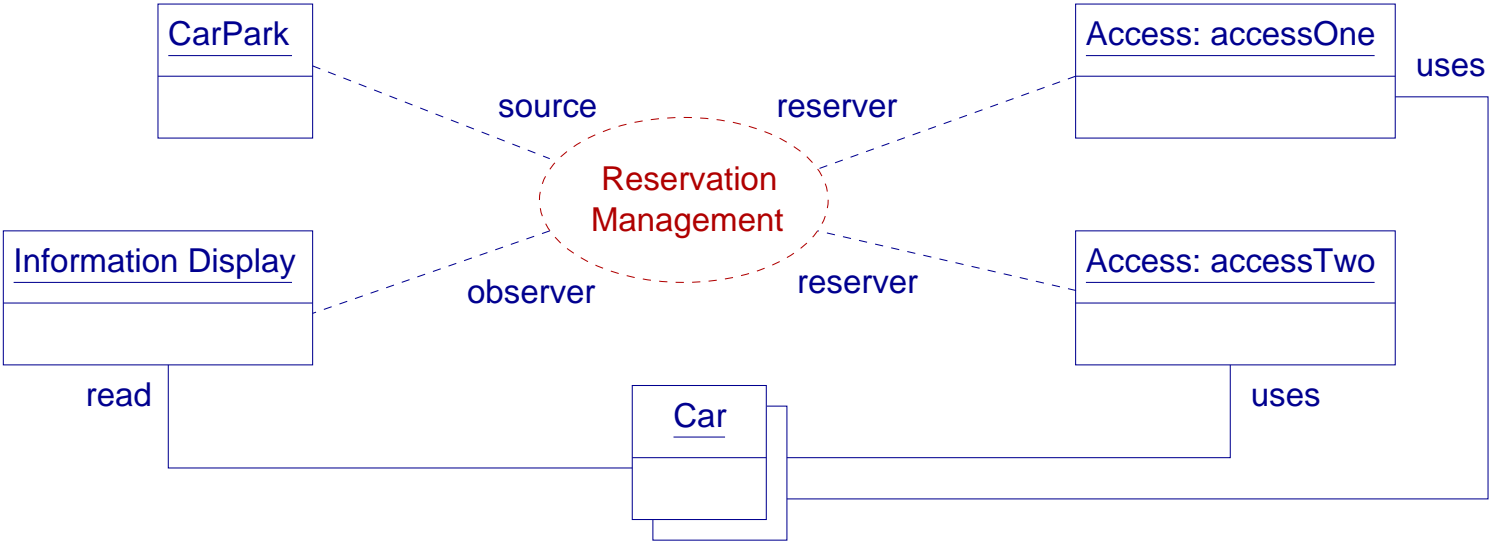 CarPark
Access: accessOne
uses
source
reserver
Reservation
Management
Information Display
Access: accessTwo
observer
reserver
read
Car
uses